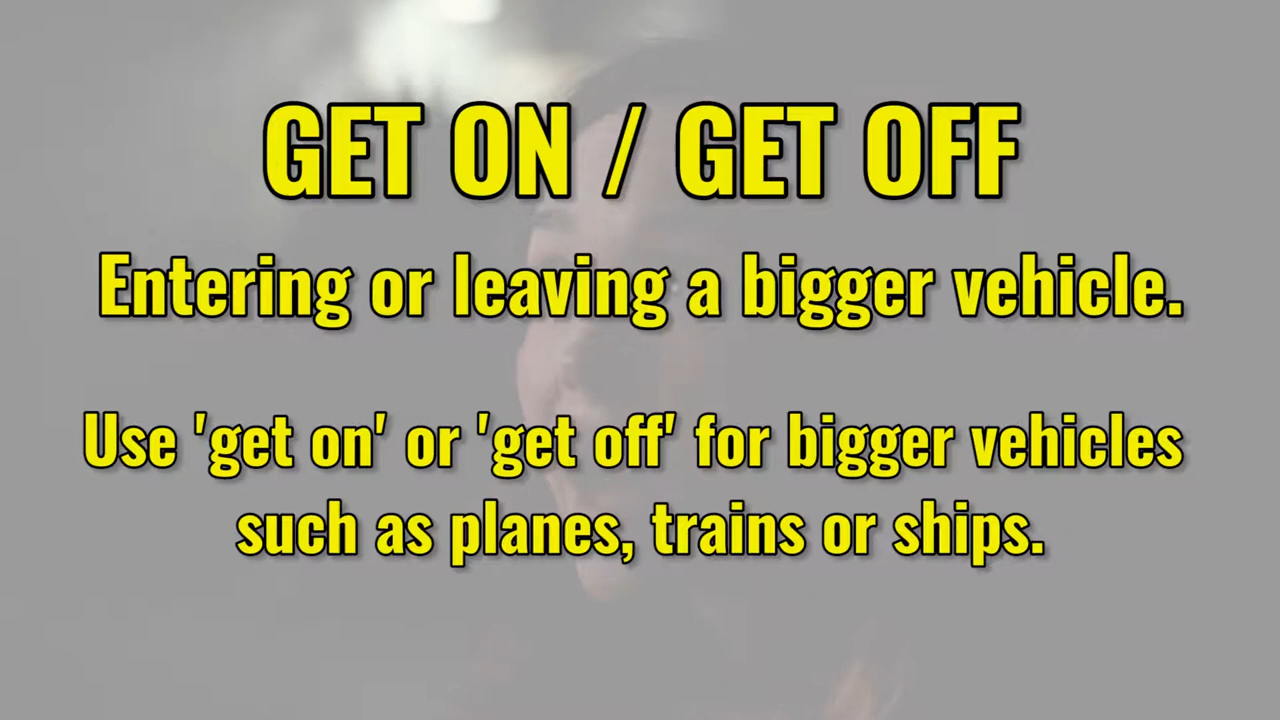 GET ON / GET OFF
Entering or leaving a bigger vehicle.
Use 'get on' or 'get off' for bigger vehicles
such as planes, trains or ships.